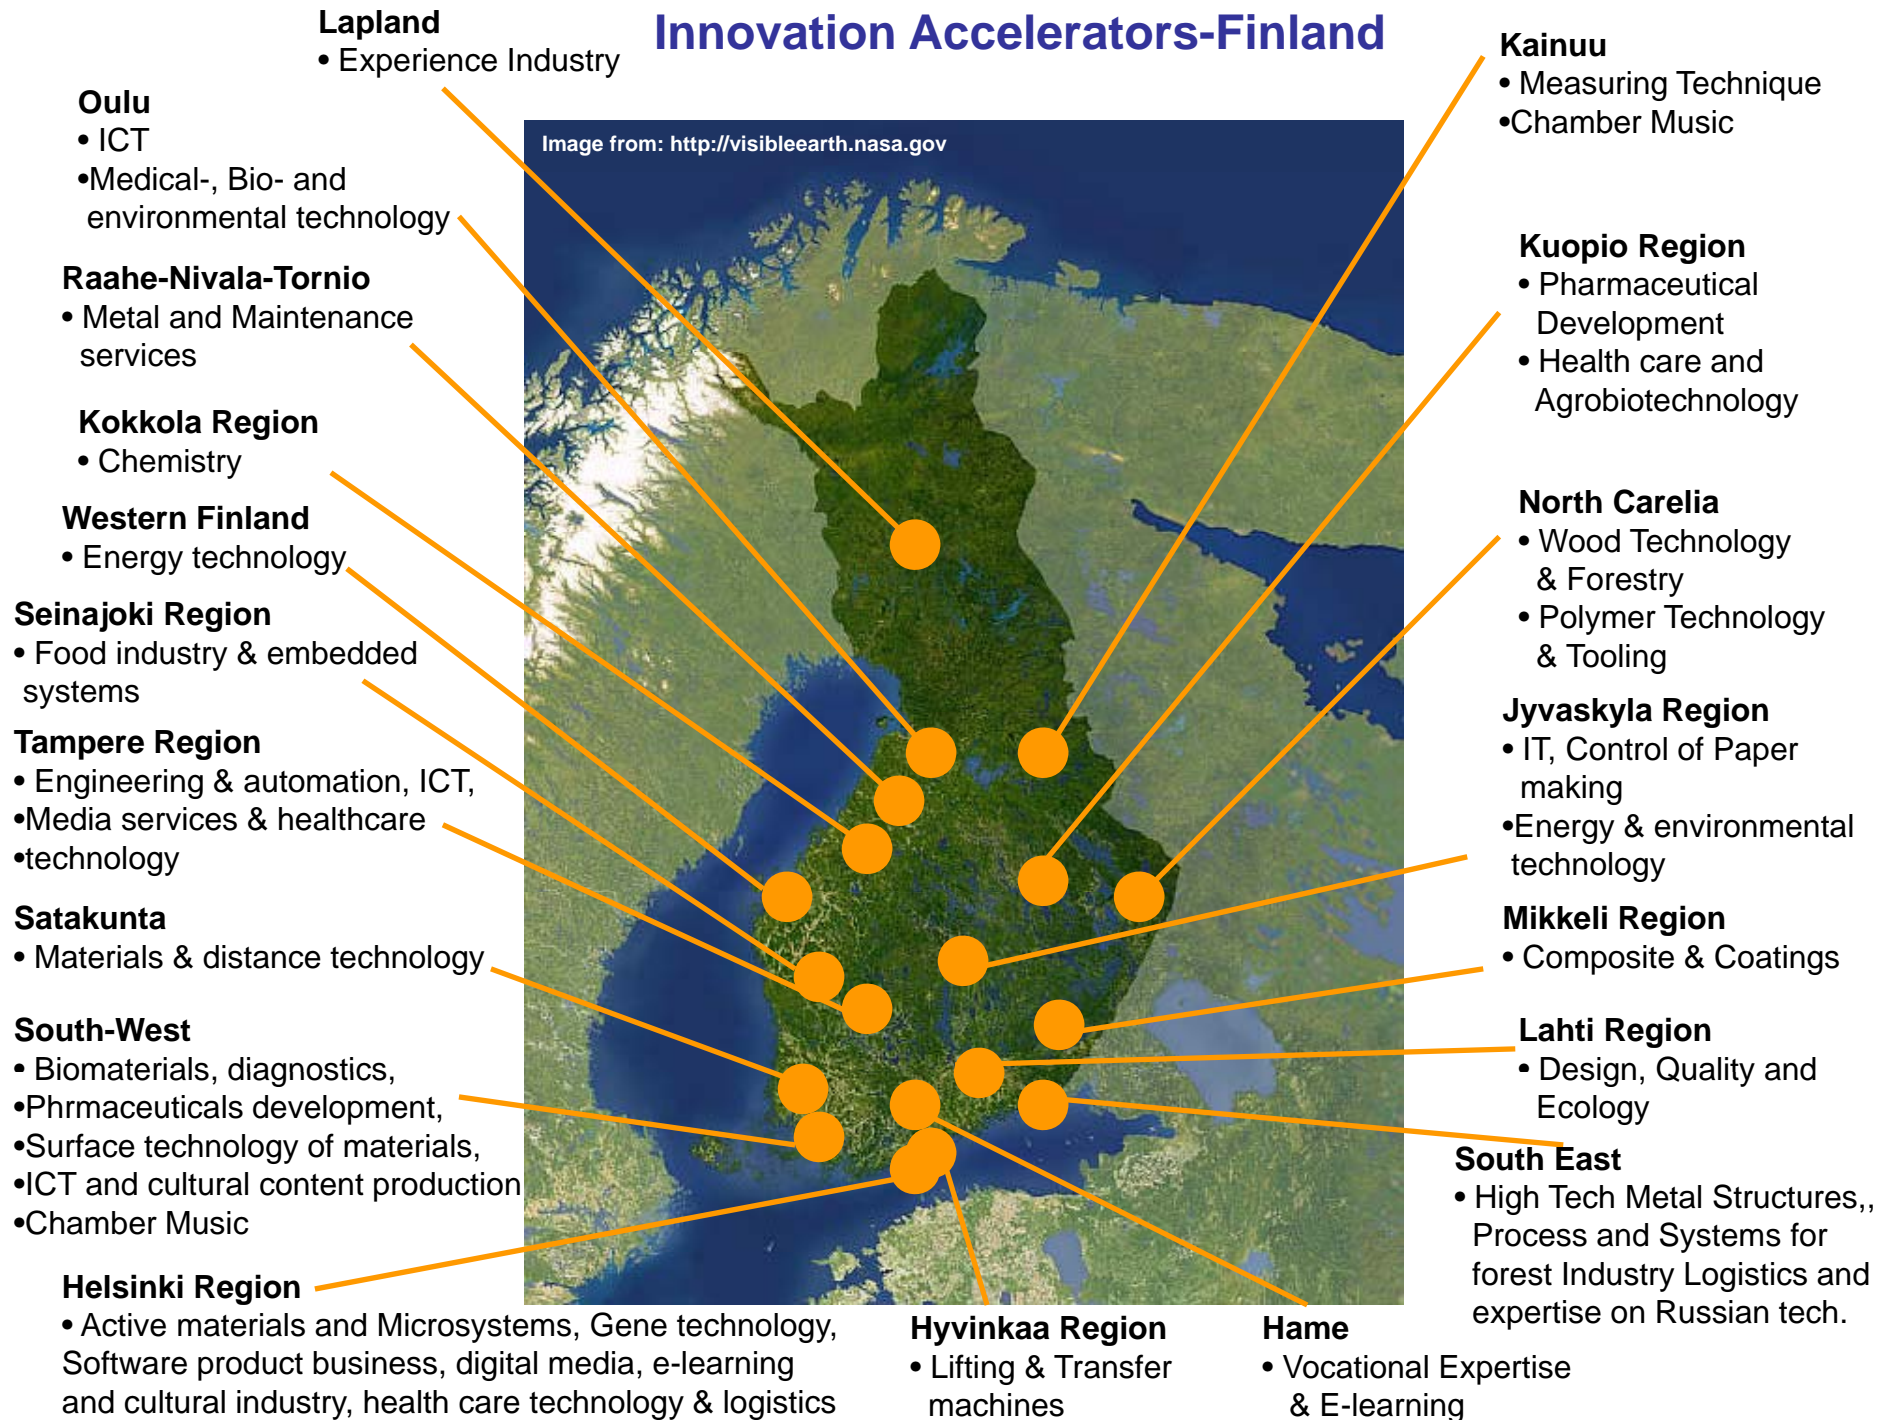 Innovation Accelerators-Finland
Lapland
• Experience Industry
Oulu
• ICT
•Medical-, Bio- and
environmental technology
Raahe-Nivala-Tornio
• Metal and Maintenance
services
Kokkola Region
• Chemistry
Western Finland
• Energy technology
Seinajoki Region
• Food industry & embedded
systems
Tampere Region
• Engineering & automation, ICT,
•Media services & healthcare
•technology
Satakunta
• Materials & distance technology
South-West
• Biomaterials, diagnostics,
•Phrmaceuticals development,
•Surface technology of materials,
•ICT and cultural content production
•Chamber Music
Helsinki Region
• Active materials and Microsystems, Gene technology,
Software product business, digital media, e-learning
and cultural industry, health care technology & logistics
Image from: http://visibleearth.nasa.gov
Kainuu
• Measuring Technique
•Chamber Music
Kuopio Region
• Pharmaceutical
Development
• Health care and
Agrobiotechnology
North Carelia
• Wood Technology
& Forestry
• Polymer Technology
& Tooling
Jyvaskyla Region
• IT, Control of Paper
making
•Energy & environmental
technology
Mikkeli Region
• Composite & Coatings
Lahti Region
• Design, Quality and
Ecology
South East
• High Tech Metal Structures,,
Process and Systems for
forest Industry Logistics and
expertise on Russian tech.
Hyvinkaa Region
• Lifting & Transfer
machines
Hame
• Vocational Expertise
& E-learning